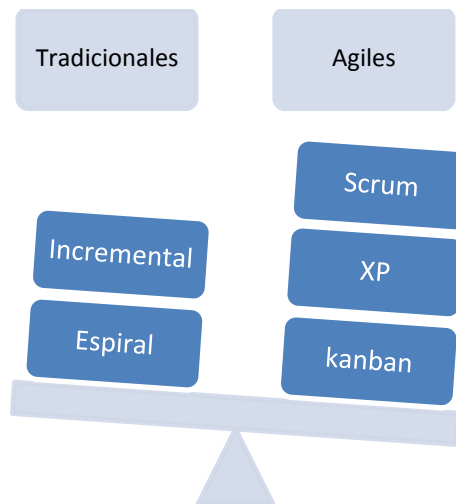 Tradicionales
Agiles
Scrum
Incremental
XP
Espiral
kanban